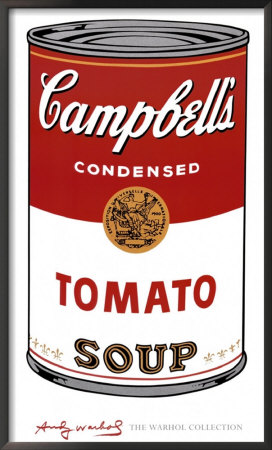 Campbell's
CONDENSED
TOMATO
SOUP
Andy Warhol THE WARHOL COLLECTION